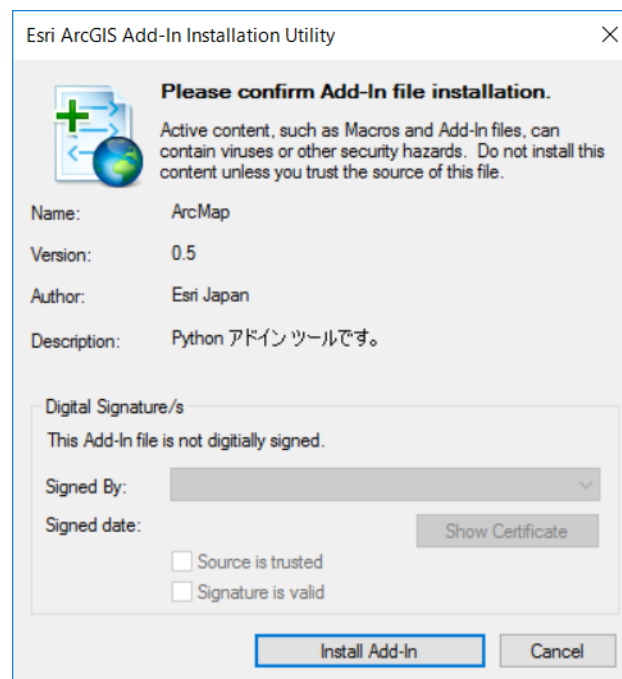 Esri ArcGIS Add-In Installation Utility
Please confirm Add-In file installation.
Active content, such as Macros and Add-In files, can
contain viruses or other security hazards. Do not install this
content unless you trust the source of this file.
Name: ArcMap
Version: 0.5
Author: Esri Japan
Description: Python アドイン ツールです。
Digital Signature/s
This Add-In file is not digitially signed.
Signed By:
Signed date:
Show Certificate
Source is trusted
Signature is valid
Install Add-In Cancel